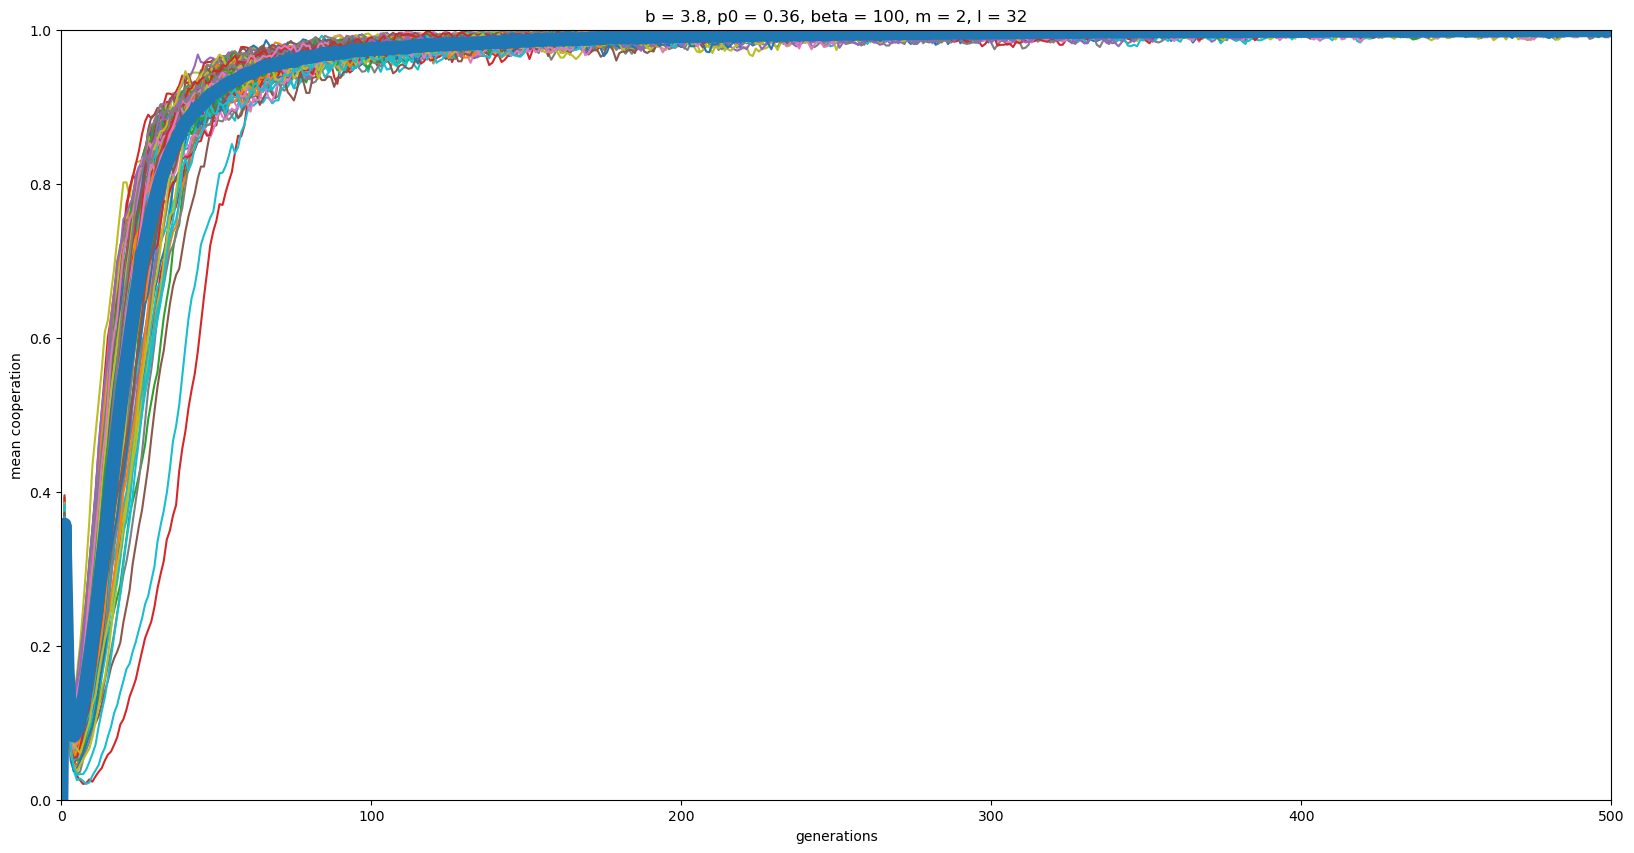 b = 3.8, p0 = 0.36, beta = 100, m = 2, l = 32
1.0
0.8
0.6
0.4
0.2
0.0
mean cooperation
0 100 200 300 400 500
generations